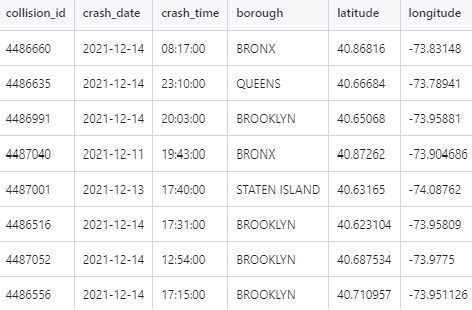 collision_id crash_date crash_time borough latitude longitude
4486660 2021-12-14 08:17:00 BRONX 40.86816 -73.83148
4486635 2021-12-14 23:10:00 QUEENS 40.66684 -73.78941
4486991 2021-12-14 20:03:00 BROOKLYN 40.65068 -73.95881
4487040 2021-12-11 19:43:00 BRONX 40.87262 -73.904686
4487001 2021-12-13 17:40:00 STATEN ISLAND 40.63165 -74.08762
4486516 2021-12-14 17:31:00 BROOKLYN 40.623104 -73.95809
4487052 2021-12-14 12:54:00 BROOKLYN 40.687534 -73.9775
4486556 2021-12-14 17:15:00 BROOKLYN 40.710957 -73.951126